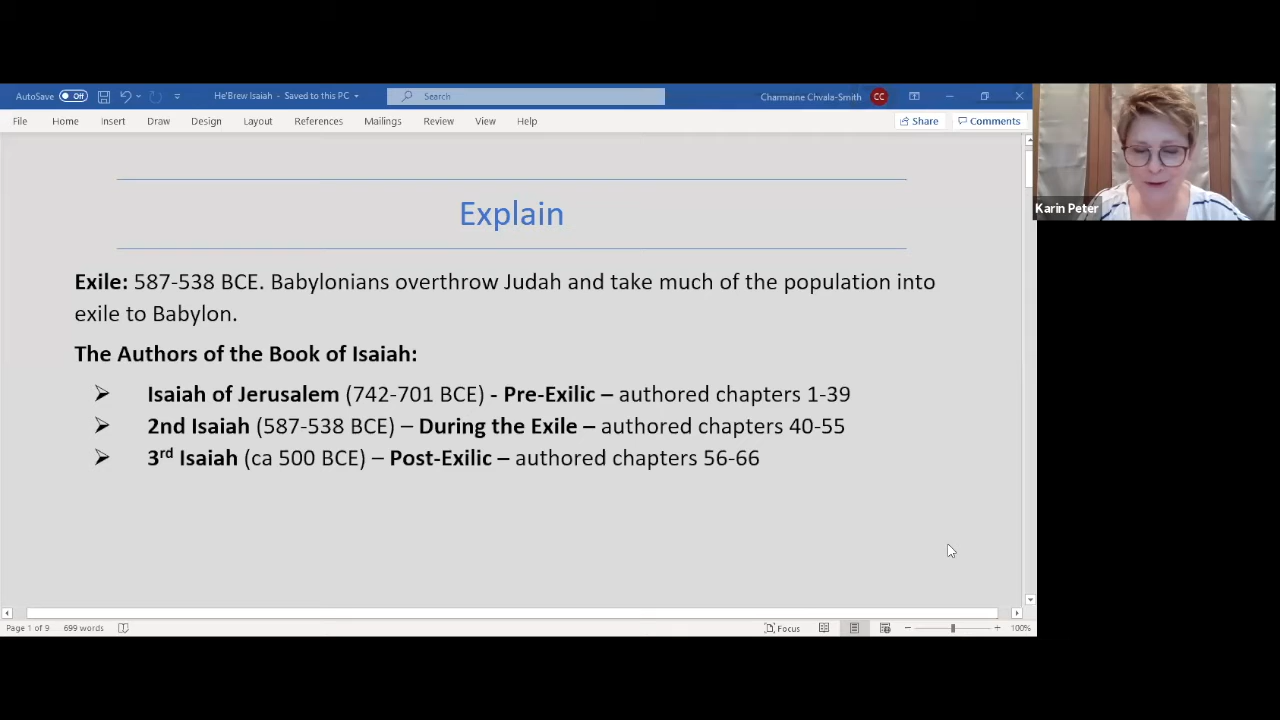 AutoSave Off He'Brew Isaiah - Saved to this PC Search Charmaine Chvala-Smith CC
File Home Insert Draw Design Layout References Mailings Review View Help Share Comments
Karin Peter
Explain
Exile: 587-538 BCE. Babylonians overthrow Judah and take much of the population into
exile to Babylon.
The Authors of the Book of Isaiah:
➢ Isaiah of Jerusalem (742-701 BCE) - Pre-Exilic – authored chapters 1-39
➢ 2nd Isaiah (587-538 BCE) – During the Exile – authored chapters 40-55
➢ 3rd Isaiah (ca 500 BCE) – Post-Exilic – authored chapters 56-66
Page 1 of 9 699 words Focus 100%